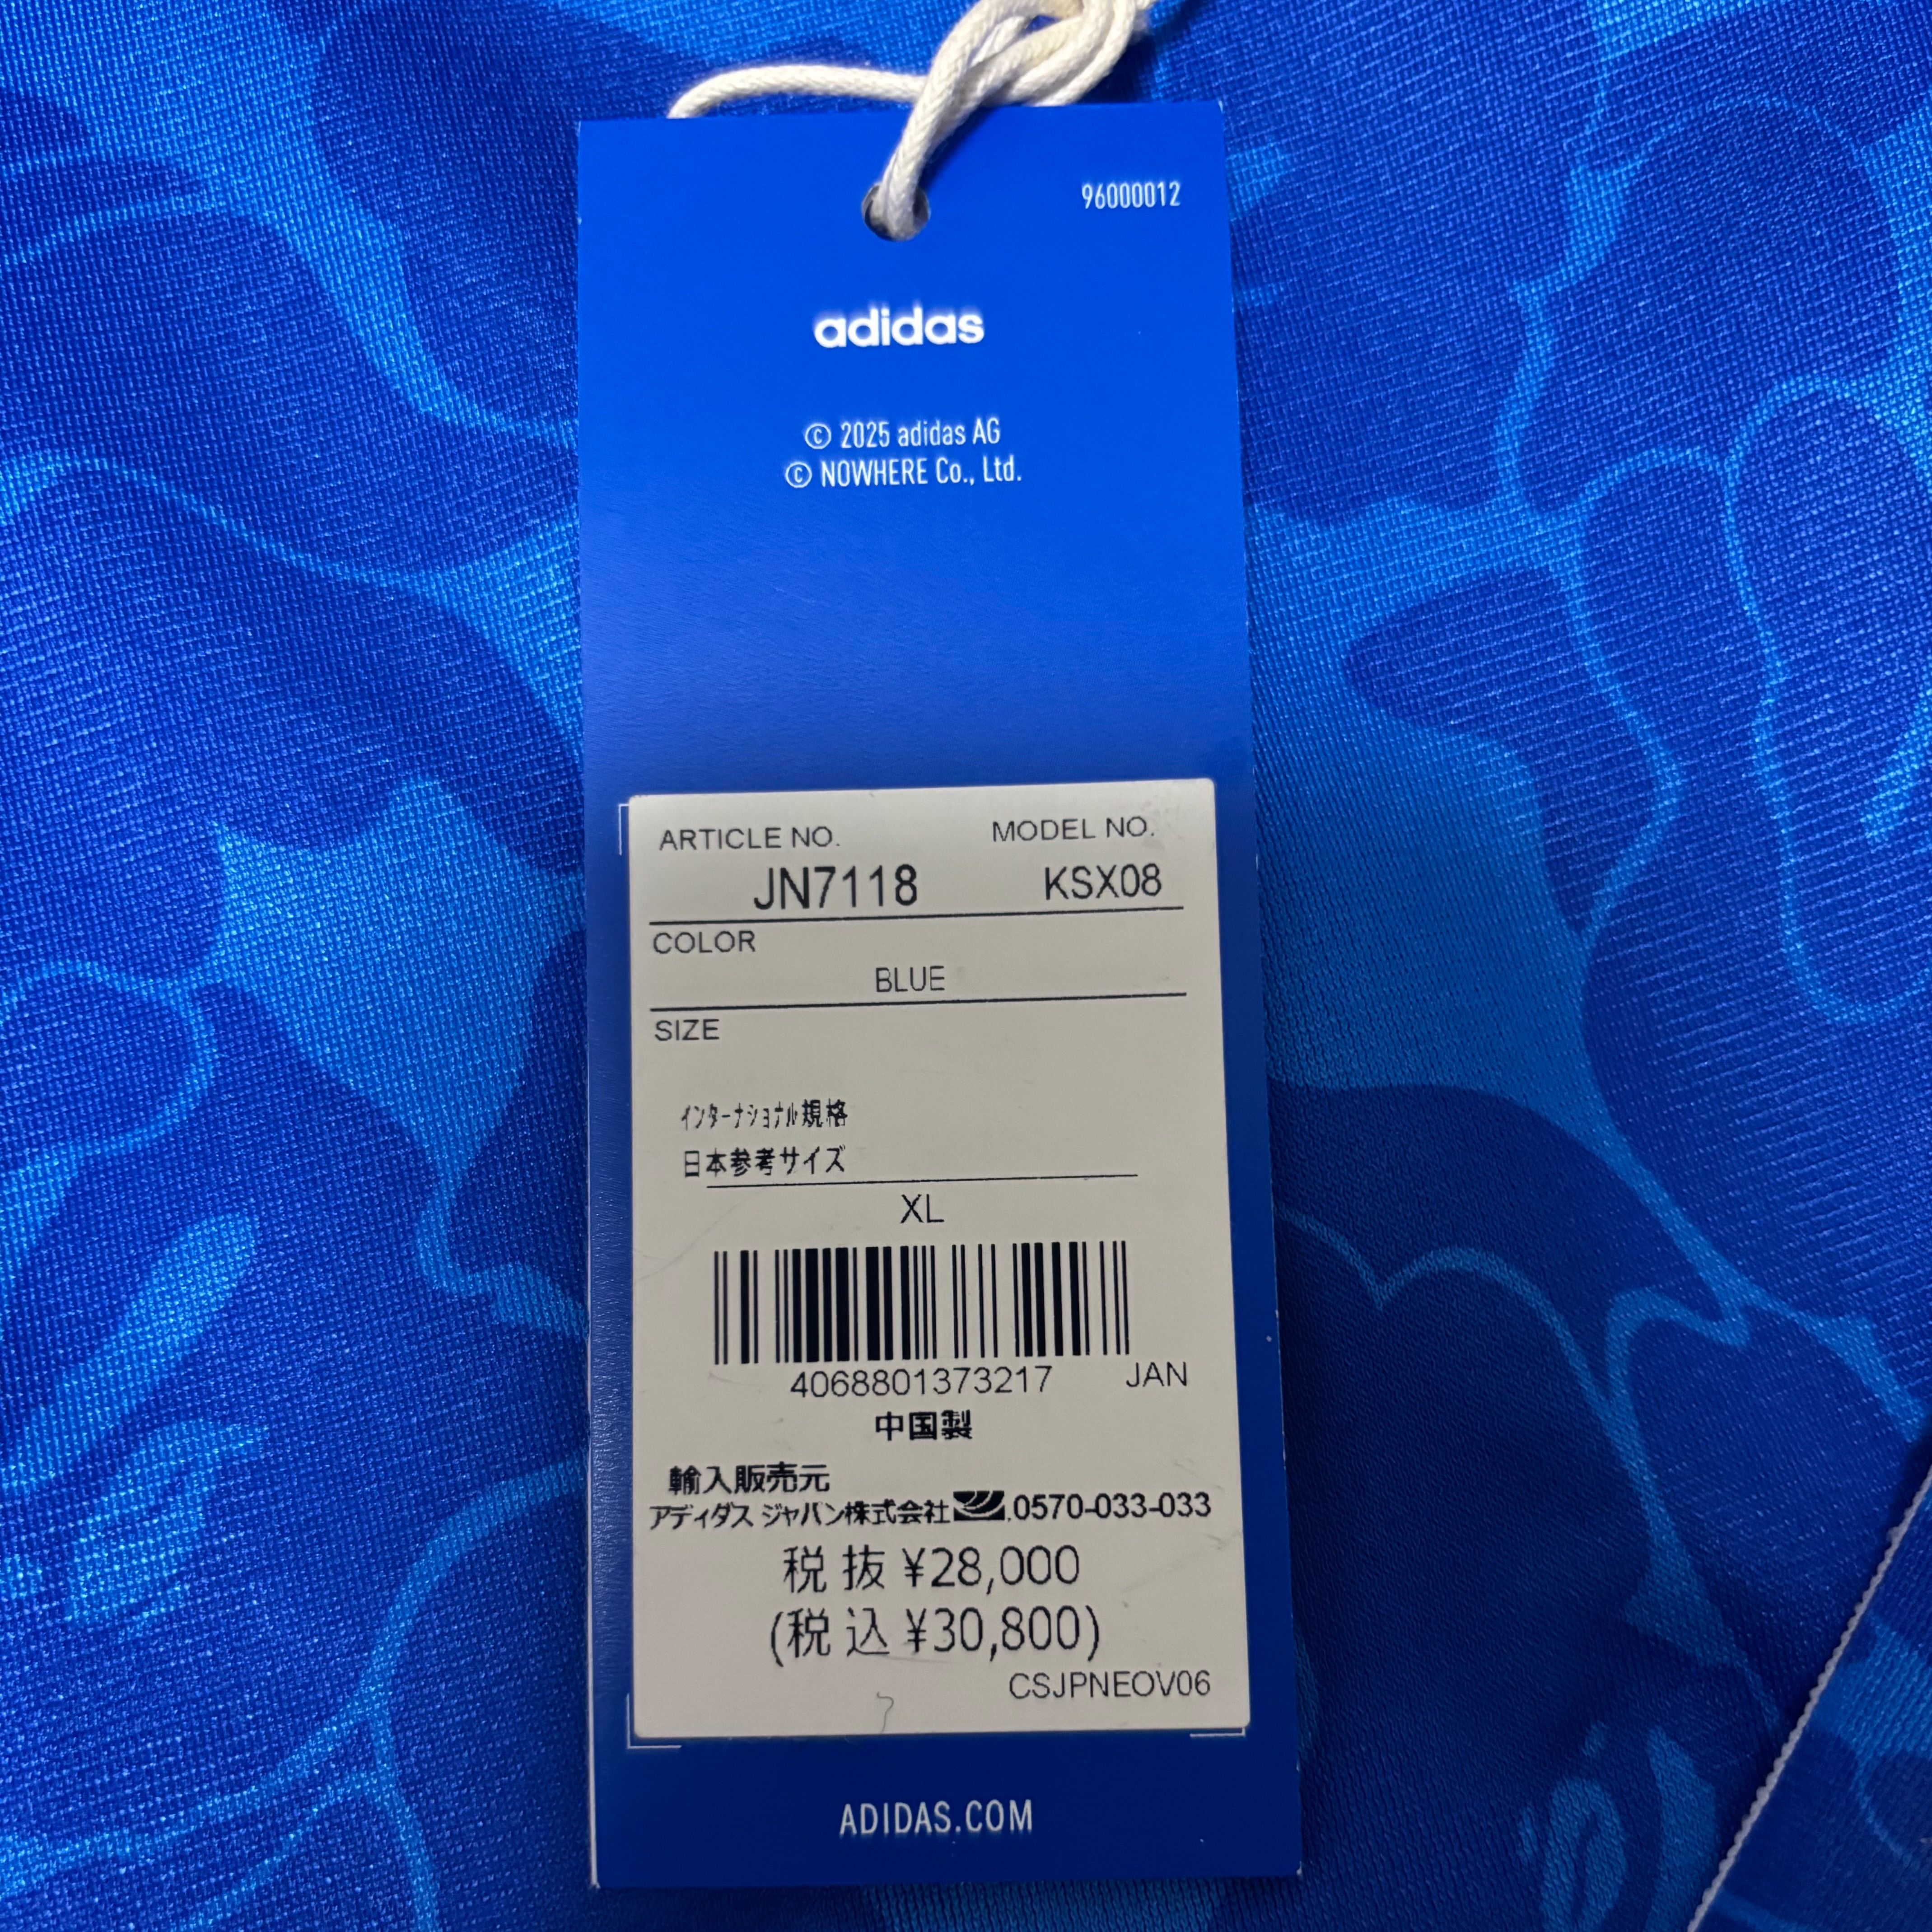 96000012
adidas
© 2025 adidas AG
© NOWHERE Co., Ltd.
ARTICLE NO. MODEL NO.
JN7118 KSX08
COLOR
BLUE
SIZE
インターナショナル規格
日本参考サイズ
XL
4068801373217 JAN
中国製
輸入販売元
アディダス ジャパン株式会社 0570-033-033
税抜 ¥28,000
(税込 ¥30,800)
CSJPNEOV06
ADIDAS.COM